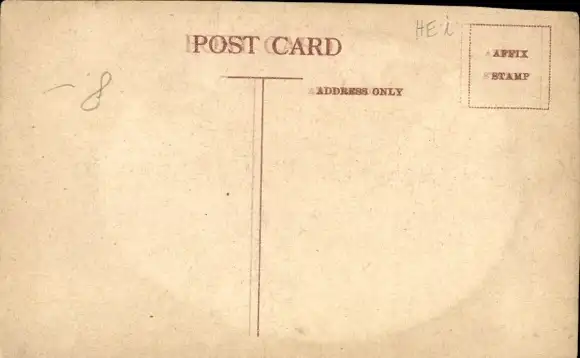 HEi
POST CARD
AFFIX
STAMP
ADDRESS ONLY
-8